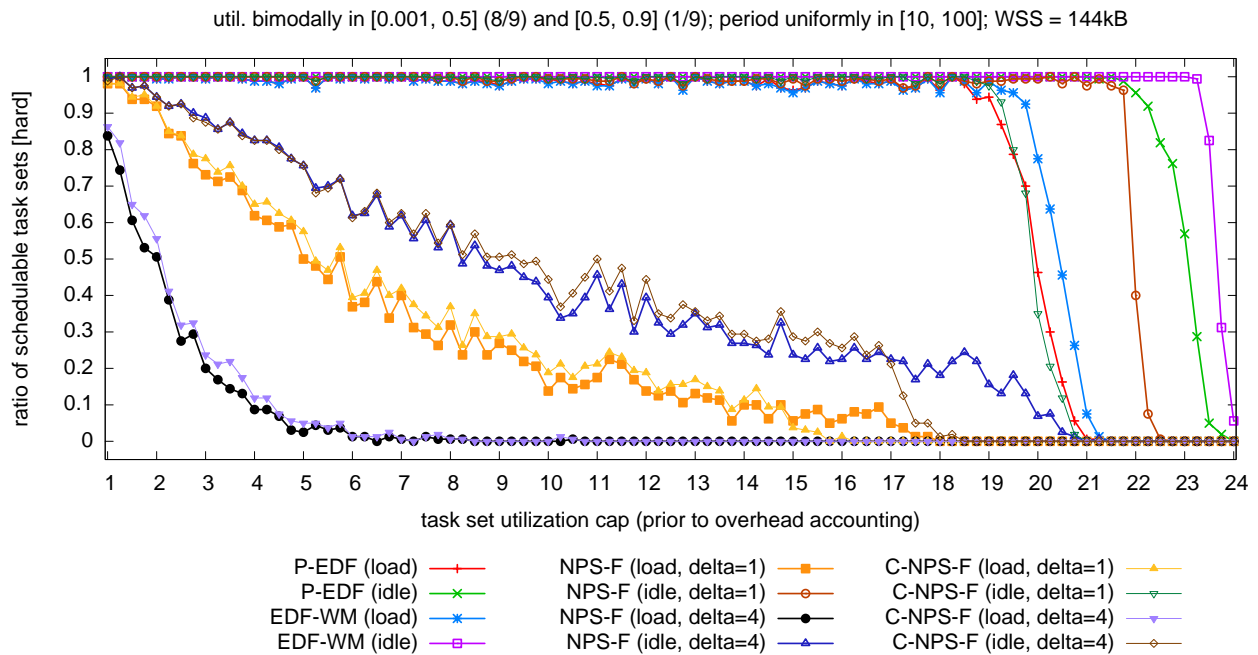 util. bimodally in [0.001, 0.5] (8/9) and [0.5, 0.9] (1/9); period uniformly in [10, 100]; WSS = 144kB
ratio of schedulable task sets [hard]
1
0.9
0.8
0.7
0.6
0.5
0.4
0.3
0.2
0.1
0
1 2 3 4 5 6 7 8 9 10 11 12 13 14 15 16 17 18 19 20 21 22 23 24
task set utilization cap (prior to overhead accounting)
P-EDF (load)
P-EDF (idle)
EDF-WM (load)
EDF-WM (idle)
NPS-F (load, delta=1)
NPS-F (idle, delta=1)
NPS-F (load, delta=4)
NPS-F (idle, delta=4)
C-NPS-F (load, delta=1)
C-NPS-F (idle, delta=1)
C-NPS-F (load, delta=4)
C-NPS-F (idle, delta=4)